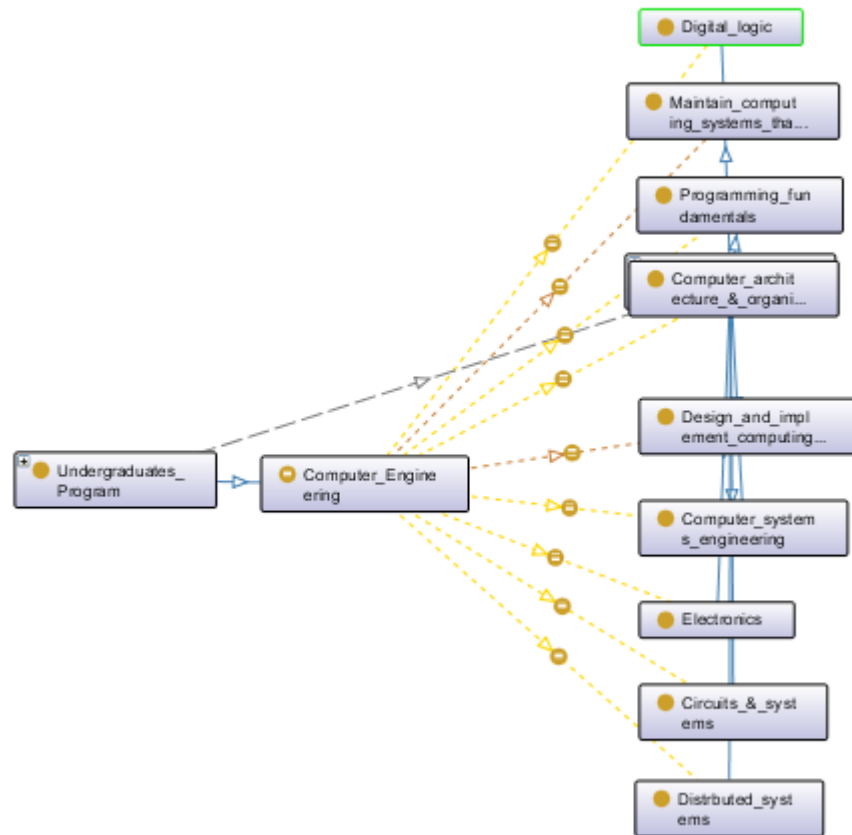 Digital_logic
Maintain_comput
ing_systems_tha...
Programming_fun
damentals
Computer_archit
ecture_&_organi...
Design_and_impl
ement_computing...
Undergraduates_
Program
Computer_Engine
ering
Computer_system
s_engineering
Electronics
Circuits_&_syst
ems
Distrbuted_syst
ems